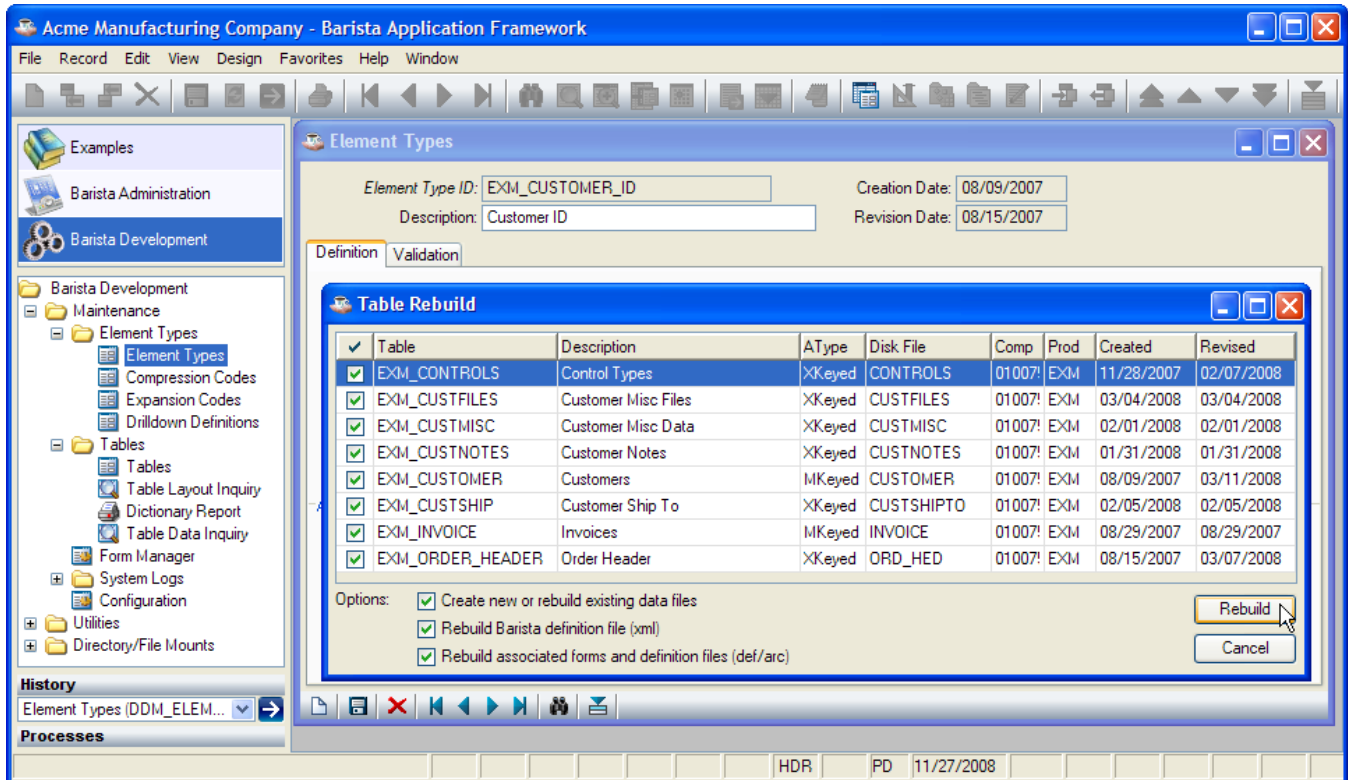 Acme Manufacturing Company - Barista Application Framework
File Record Edit View Design Favorites Help Window
Examples
Barista Administration
Barista Development
Barista Development
Maintenance
Element Types
Element Types
Compression Codes
Expansion Codes
Drilldown Definitions
Tables
Tables
Table Layout Inquiry
Dictionary Report
Table Data Inquiry
Form Manager
System Logs
Configuration
Utilities
Directory/File Mounts
History
Element Types (DDM_ELEM...
Processes
Element Types
Element Type ID: EXM_CUSTOMER_ID Creation Date: 08/09/2007
Description: Customer ID Revision Date: 08/15/2007
Definition Validation
Table Rebuild
Table Description AType Disk File Comp Prod Created Revised
EXM_CONTROLS Control Types XKeyed CONTROLS 01007! EXM 11/28/2007 02/07/2008
EXM_CUSTFILES Customer Misc Files XKeyed CUSTFILES 01007! EXM 03/04/2008 03/04/2008
EXM_CUSTMISC Customer Misc Data XKeyed CUSTMISC 01007! EXM 02/01/2008 02/01/2008
EXM_CUSTNOTES Customer Notes XKeyed CUSTNOTES 01007! EXM 01/31/2008 01/31/2008
EXM_CUSTOMER Customers MKeyed CUSTOMER 01007! EXM 08/09/2007 03/11/2008
EXM_CUSTSHIP Customer Ship To XKeyed CUSTSHIPTO 01007! EXM 02/05/2008 02/05/2008
EXM_INVOICE Invoices MKeyed INVOICE 01007! EXM 08/29/2007 08/29/2007
EXM_ORDER_HEADER Order Header XKeyed ORD_HED 01007! EXM 08/15/2007 03/07/2008
Options: Create new or rebuild existing data files
Rebuild Barista definition file (xml)
Rebuild associated forms and definition files (def/arc)
Rebuild
Cancel
HDR PD 11/27/2008